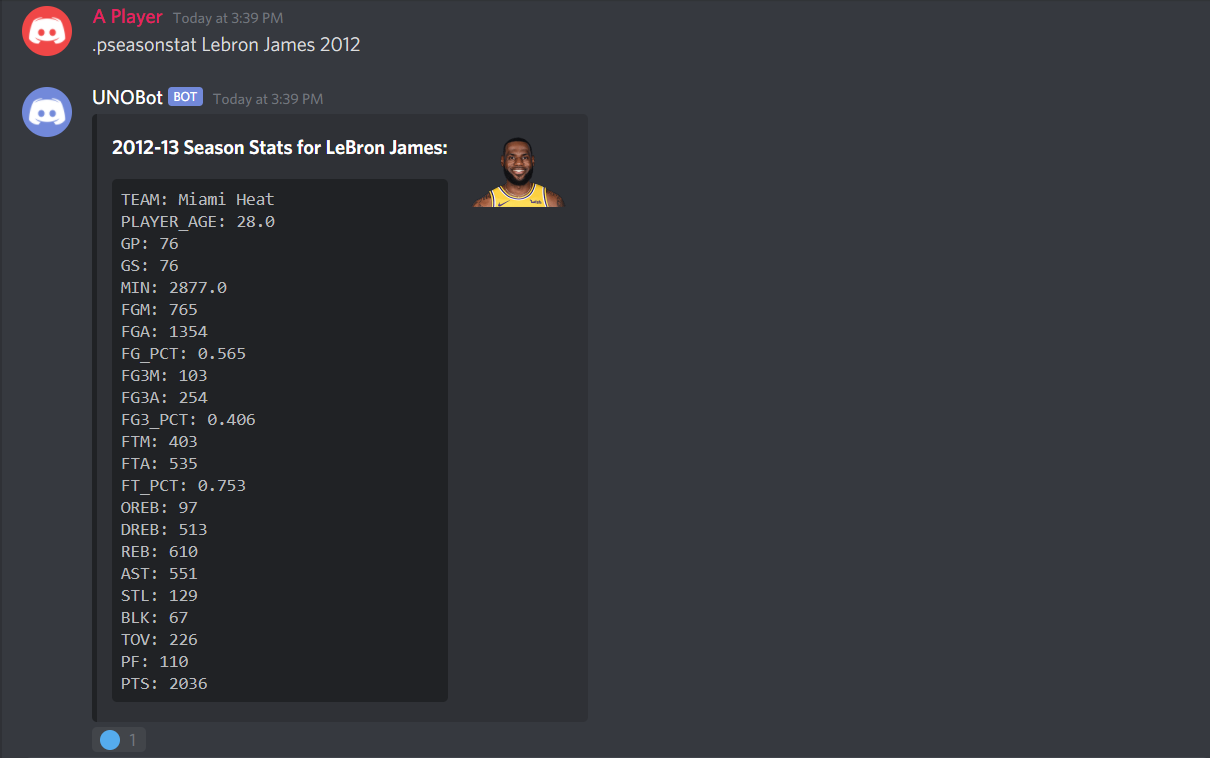 A Player Today at 3:39 PM
.pseasonstat Lebron James 2012
UNOBot BOT Today at 3:39 PM
2012-13 Season Stats for LeBron James:
TEAM: Miami Heat
PLAYER_AGE: 28.0
GP: 76
GS: 76
MIN: 2877.0
FGM: 765
FGA: 1354
FG_PCT: 0.565
FG3M: 103
FG3A: 254
FG3_PCT: 0.406
FTM: 403
FTA: 535
FT_PCT: 0.753
OREB: 97
DREB: 513
REB: 610
AST: 551
STL: 129
BLK: 67
TOV: 226
PF: 110
PTS: 2036
1